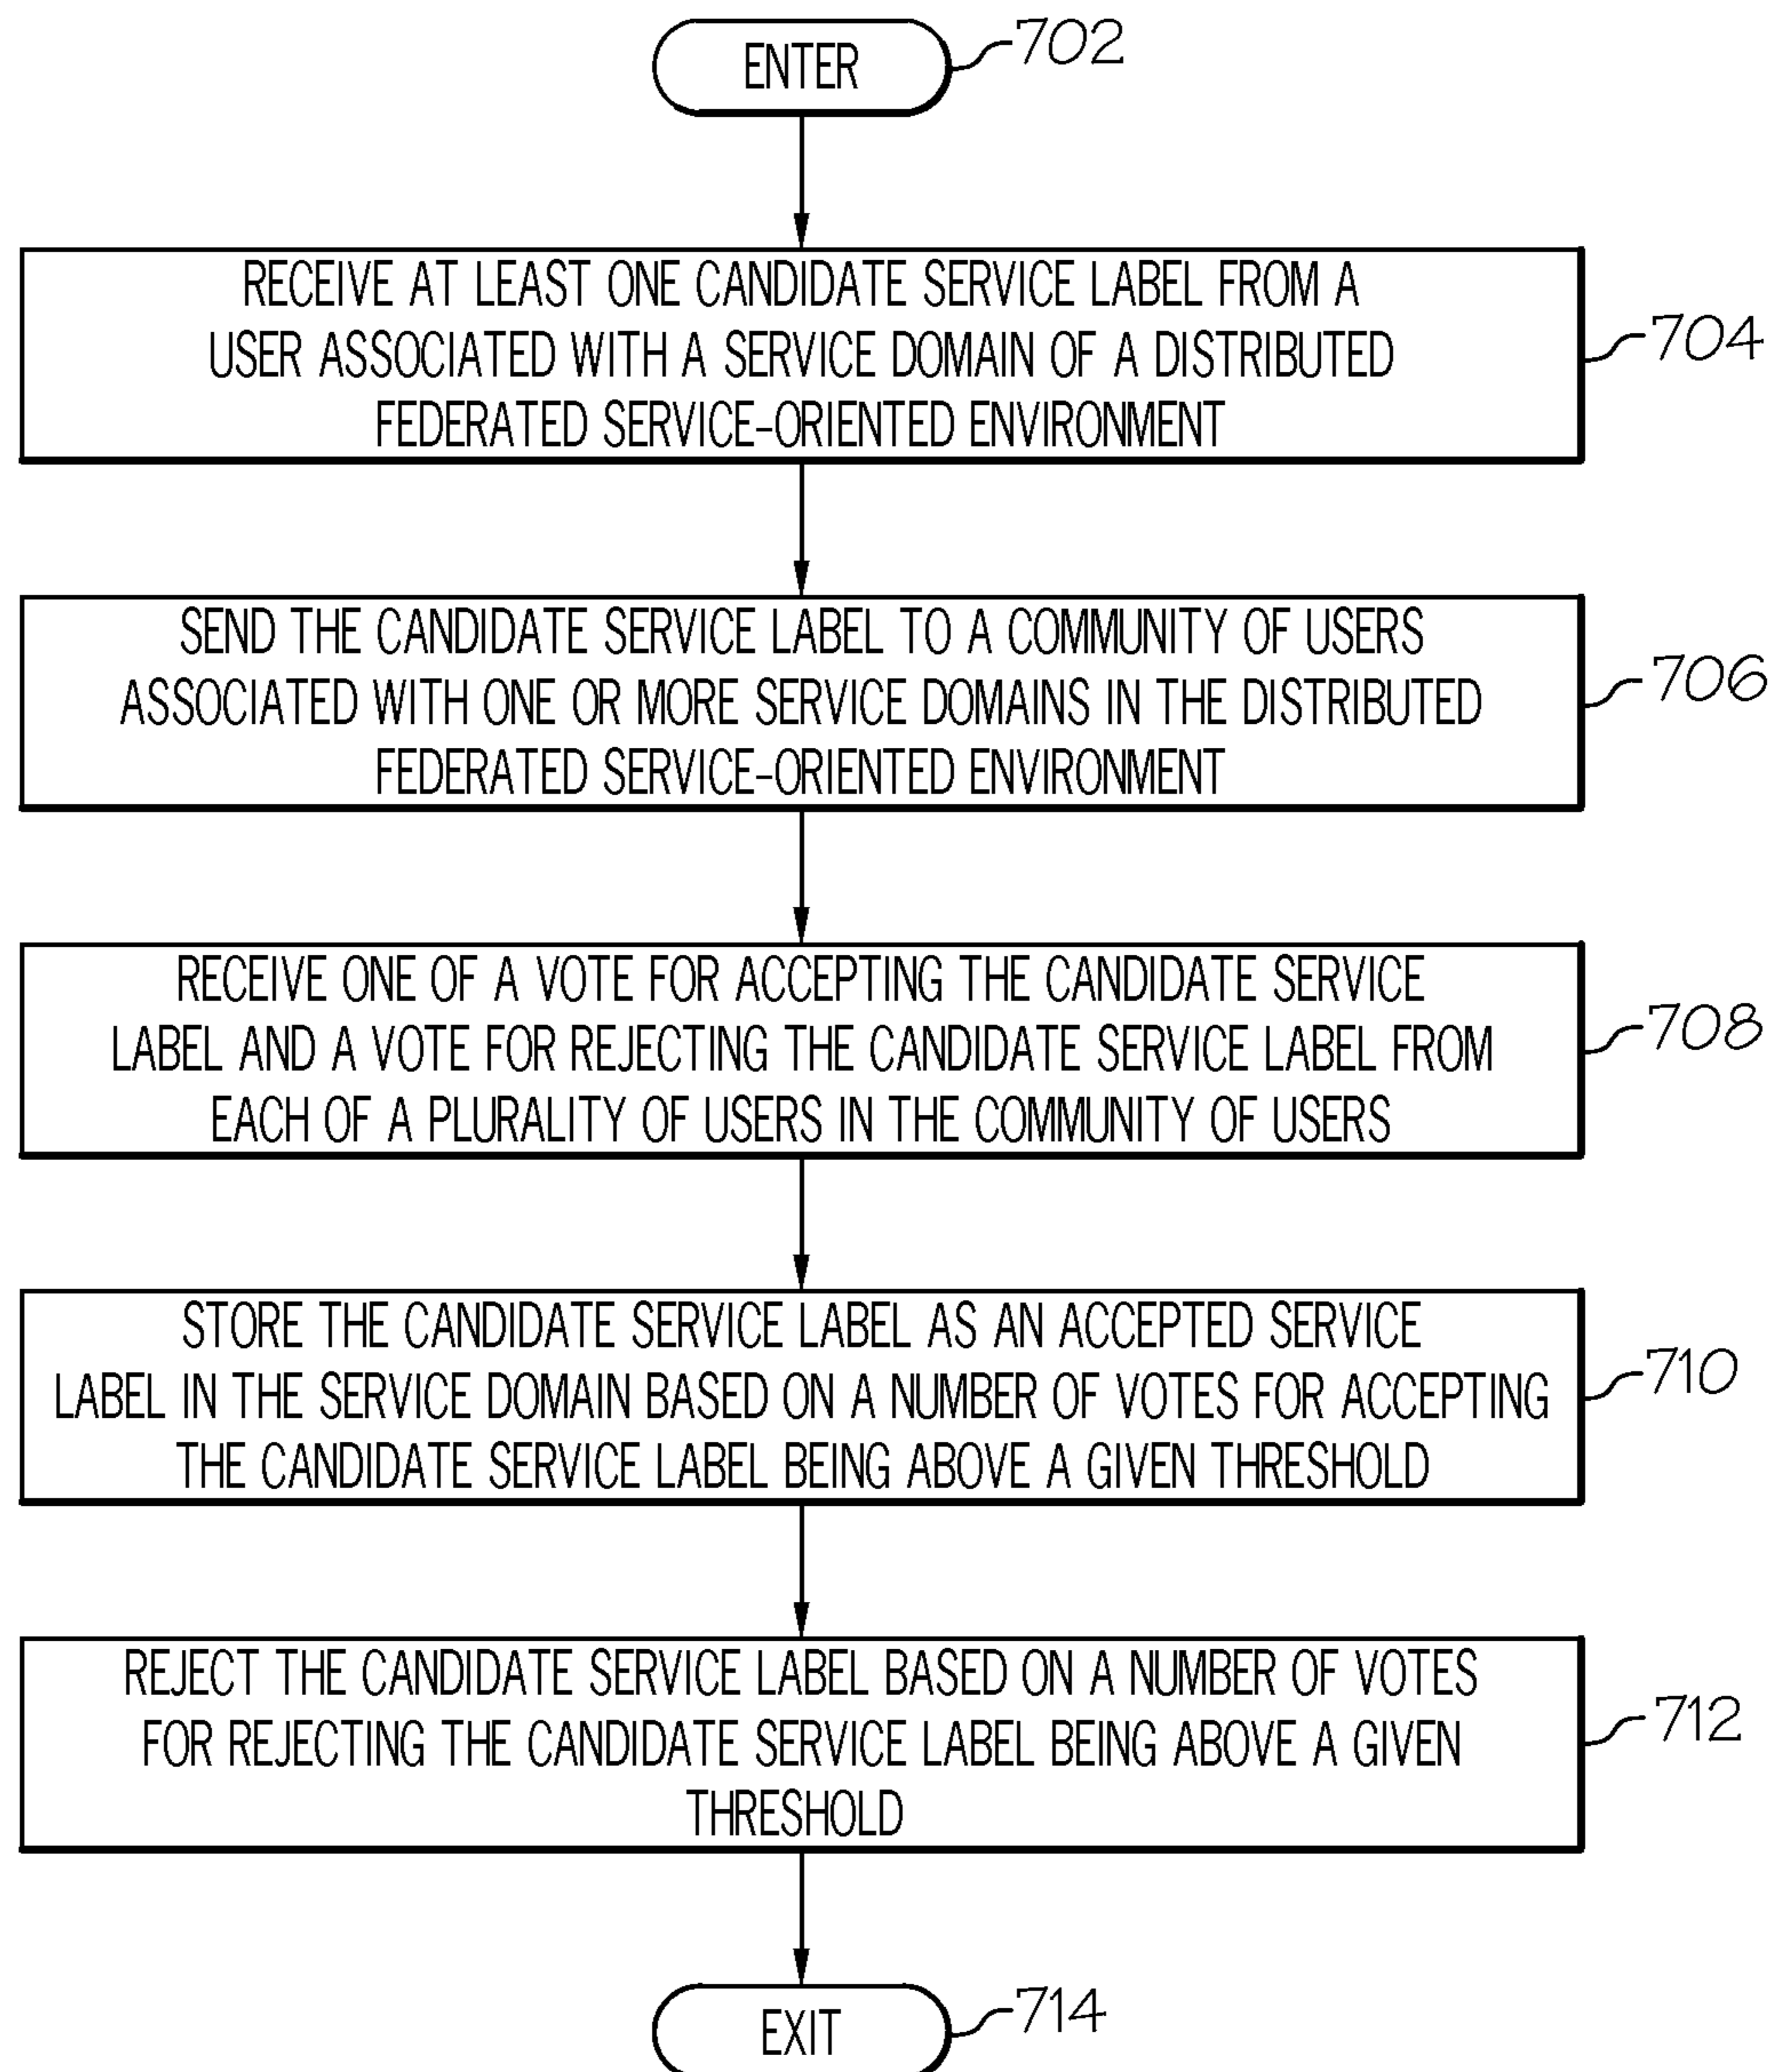 ENTER
702
RECEIVE AT LEAST ONE CANDIDATE SERVICE LABEL FROM A
USER ASSOCIATED WITH A SERVICE DOMAIN OF A DISTRIBUTED
FEDERATED SERVICE-ORIENTED ENVIRONMENT
704
SEND THE CANDIDATE SERVICE LABEL TO A COMMUNITY OF USERS
ASSOCIATED WITH ONE OR MORE SERVICE DOMAINS IN THE DISTRIBUTED
FEDERATED SERVICE-ORIENTED ENVIRONMENT
706
RECEIVE ONE OF A VOTE FOR ACCEPTING THE CANDIDATE SERVICE
LABEL AND A VOTE FOR REJECTING THE CANDIDATE SERVICE LABEL FROM
EACH OF A PLURALITY OF USERS IN THE COMMUNITY OF USERS
708
STORE THE CANDIDATE SERVICE LABEL AS AN ACCEPTED SERVICE
LABEL IN THE SERVICE DOMAIN BASED ON A NUMBER OF VOTES FOR ACCEPTING
THE CANDIDATE SERVICE LABEL BEING ABOVE A GIVEN THRESHOLD
710
REJECT THE CANDIDATE SERVICE LABEL BASED ON A NUMBER OF VOTES
FOR REJECTING THE CANDIDATE SERVICE LABEL BEING ABOVE A GIVEN
THRESHOLD
712
EXIT
714